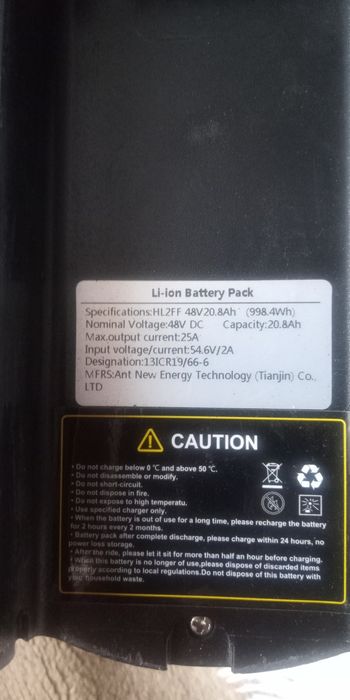 Li-ion Battery Pack
Specifications:HL2FF 48V20.8Ah (998.4Wh)
Nominal Voltage:48V DC Capacity:20.8Ah
Max.output current:25A
Input voltage/current:54.6V/2A
Designation:13ICR19/66-6
MFRS:Ant New Energy Technology (Tianjin) Co.,
LTD
CAUTION
• Do not charge below 0 ℃ and above 50 ℃.
• Do not disassemble or modify.
• Do not short-circuit.
• Do not dispose in fire.
• Do not expose to high temperatu.
• Use specified charger only.
• When the battery is out of use for a long time, please recharge the battery
for 2 hours every 2 months.
• Battery pack after complete discharge, please charge within 24 hours, no
power loss storage.
• After the ride, please let it sit for more than half an hour before charging.
• When this battery is no longer of use,please dispose of discarded items
properly according to local regulations.Do not dispose of this battery with
your household waste.